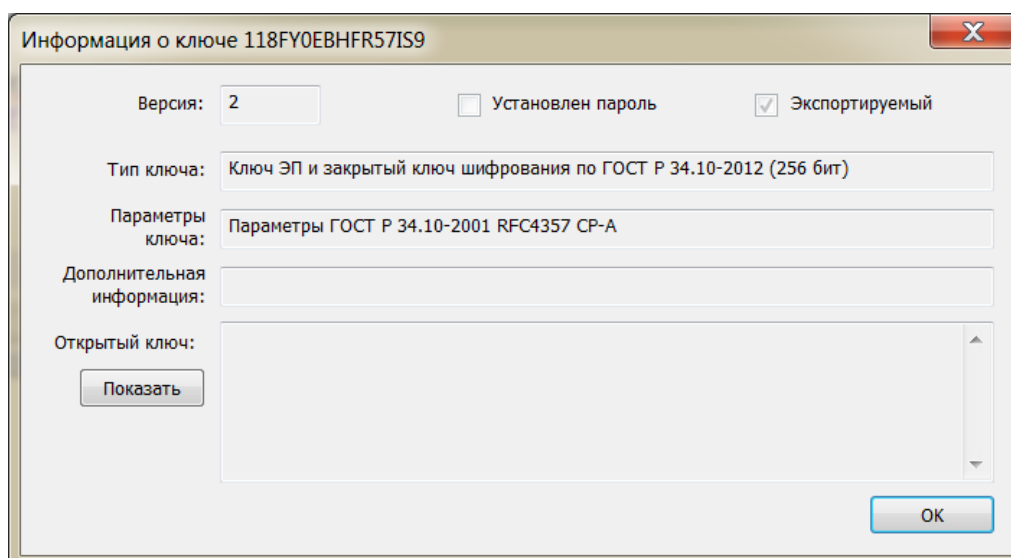 Информация о ключе 118FY0EBHFR57IS9
Версия: 2 Установлен пароль Экспортируемый
Тип ключа: Ключ ЭП и закрытый ключ шифрования по ГОСТ Р 34.10-2012 (256 бит)
Параметры
ключа:
Параметры ГОСТ Р 34.10-2001 RFC4357 CP-A
Дополнительная
информация:
Открытый ключ:
Показать
OK